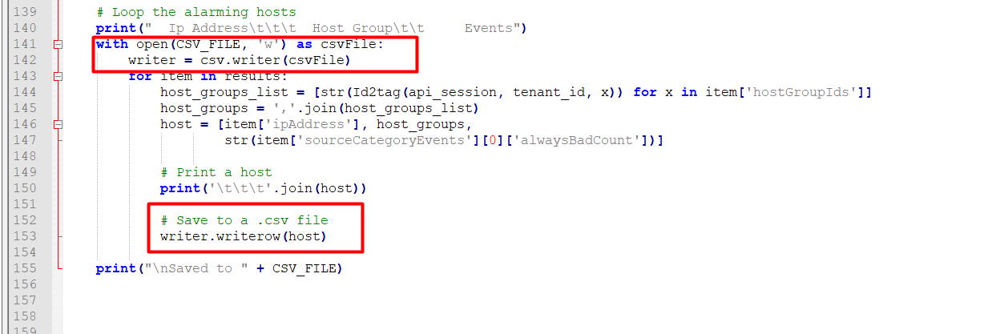 139 # Loop the alarming hosts
140 print("  Ip Address\t\t\t  Host Group\t\t     Events")
141 with open(CSV_FILE, 'w') as csvFile:
142 writer = csv.writer(csvFile)
143 for item in results:
144 host_groups_list = [str(Id2tag(api_session, tenant_id, x)) for x in item['hostGroupIds']]
145 host_groups = ','.join(host_groups_list)
146 host = [item['ipAddress'], host_groups,
147 str(item['sourceCategoryEvents'][0]['alwaysBadCount'])]
148
149 # Print a host
150 print('\t\t\t'.join(host))
151
152 # Save to a .csv file
153 writer.writerow(host)
154
155 print("\nSaved to " + CSV_FILE)
156
157
158
159